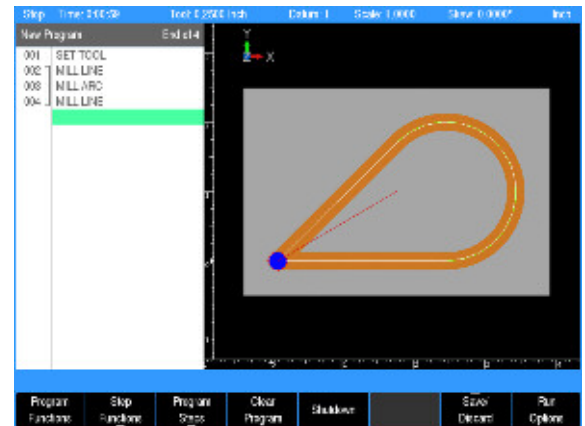 Stop Time: 0:00:59 Tool: 0.2500 Inch Datum: 1 Scale: 1.0000 Skew: 0.0000° Inch
New Program End of 4
001 SET TOOL
002 MILL LINE
003 MILL ARC
004 MILL LINE
Y
X
Program Functions
Step Functions
Program Steps
Clear Program
Shutdown
Save/ Discard
Run Options